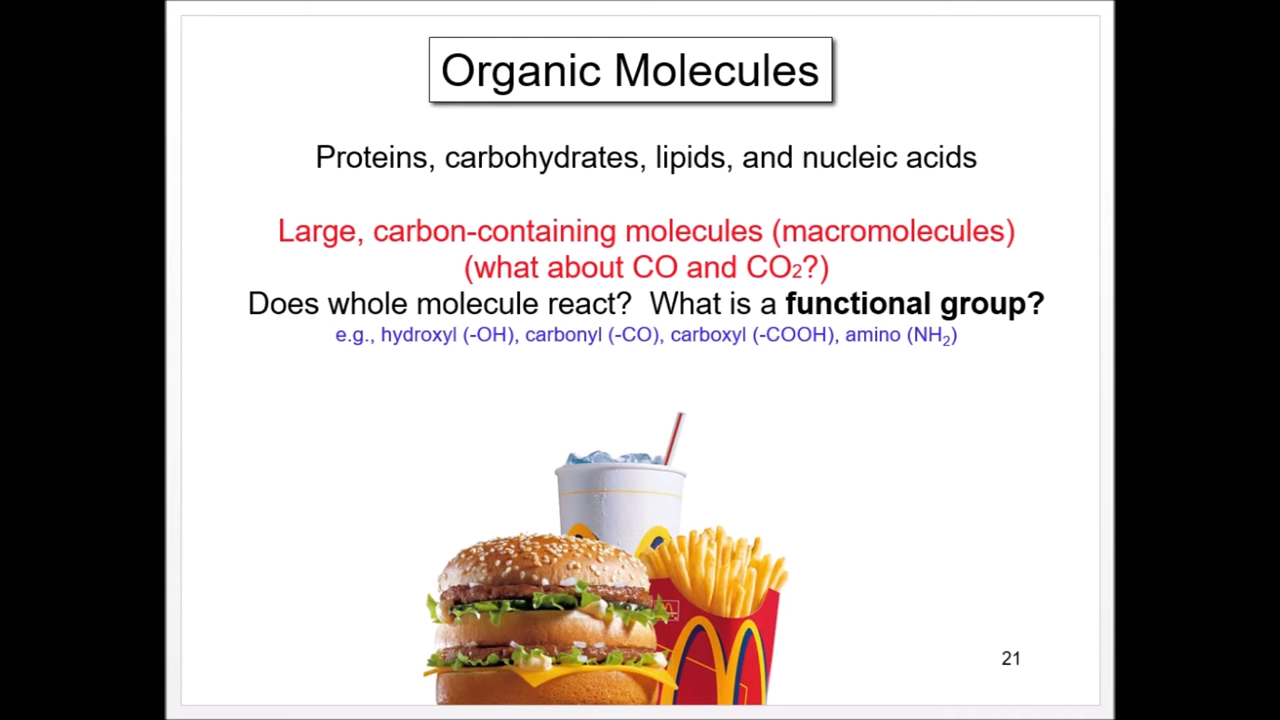 Organic Molecules
Proteins, carbohydrates, lipids, and nucleic acids
Large, carbon-containing molecules (macromolecules)
(what about CO and CO₂?)
Does whole molecule react?  What is a functional group?
e.g., hydroxyl (-OH), carbonyl (-CO), carboxyl (-COOH), amino (NH₂)
21